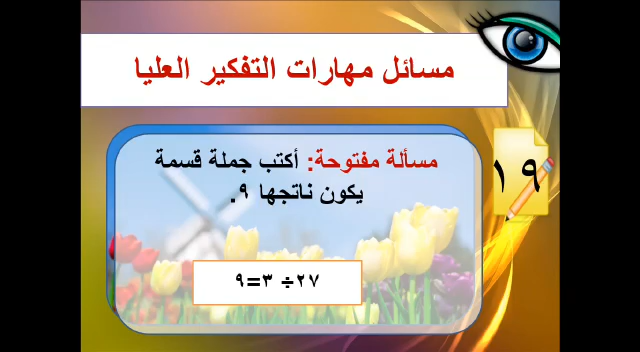 مسائل مهارات التفكير العليا
١٩
مسألة مفتوحة: أكتب جملة قسمة
يكون ناتجها ٩.
٢٧÷ ٣=٩